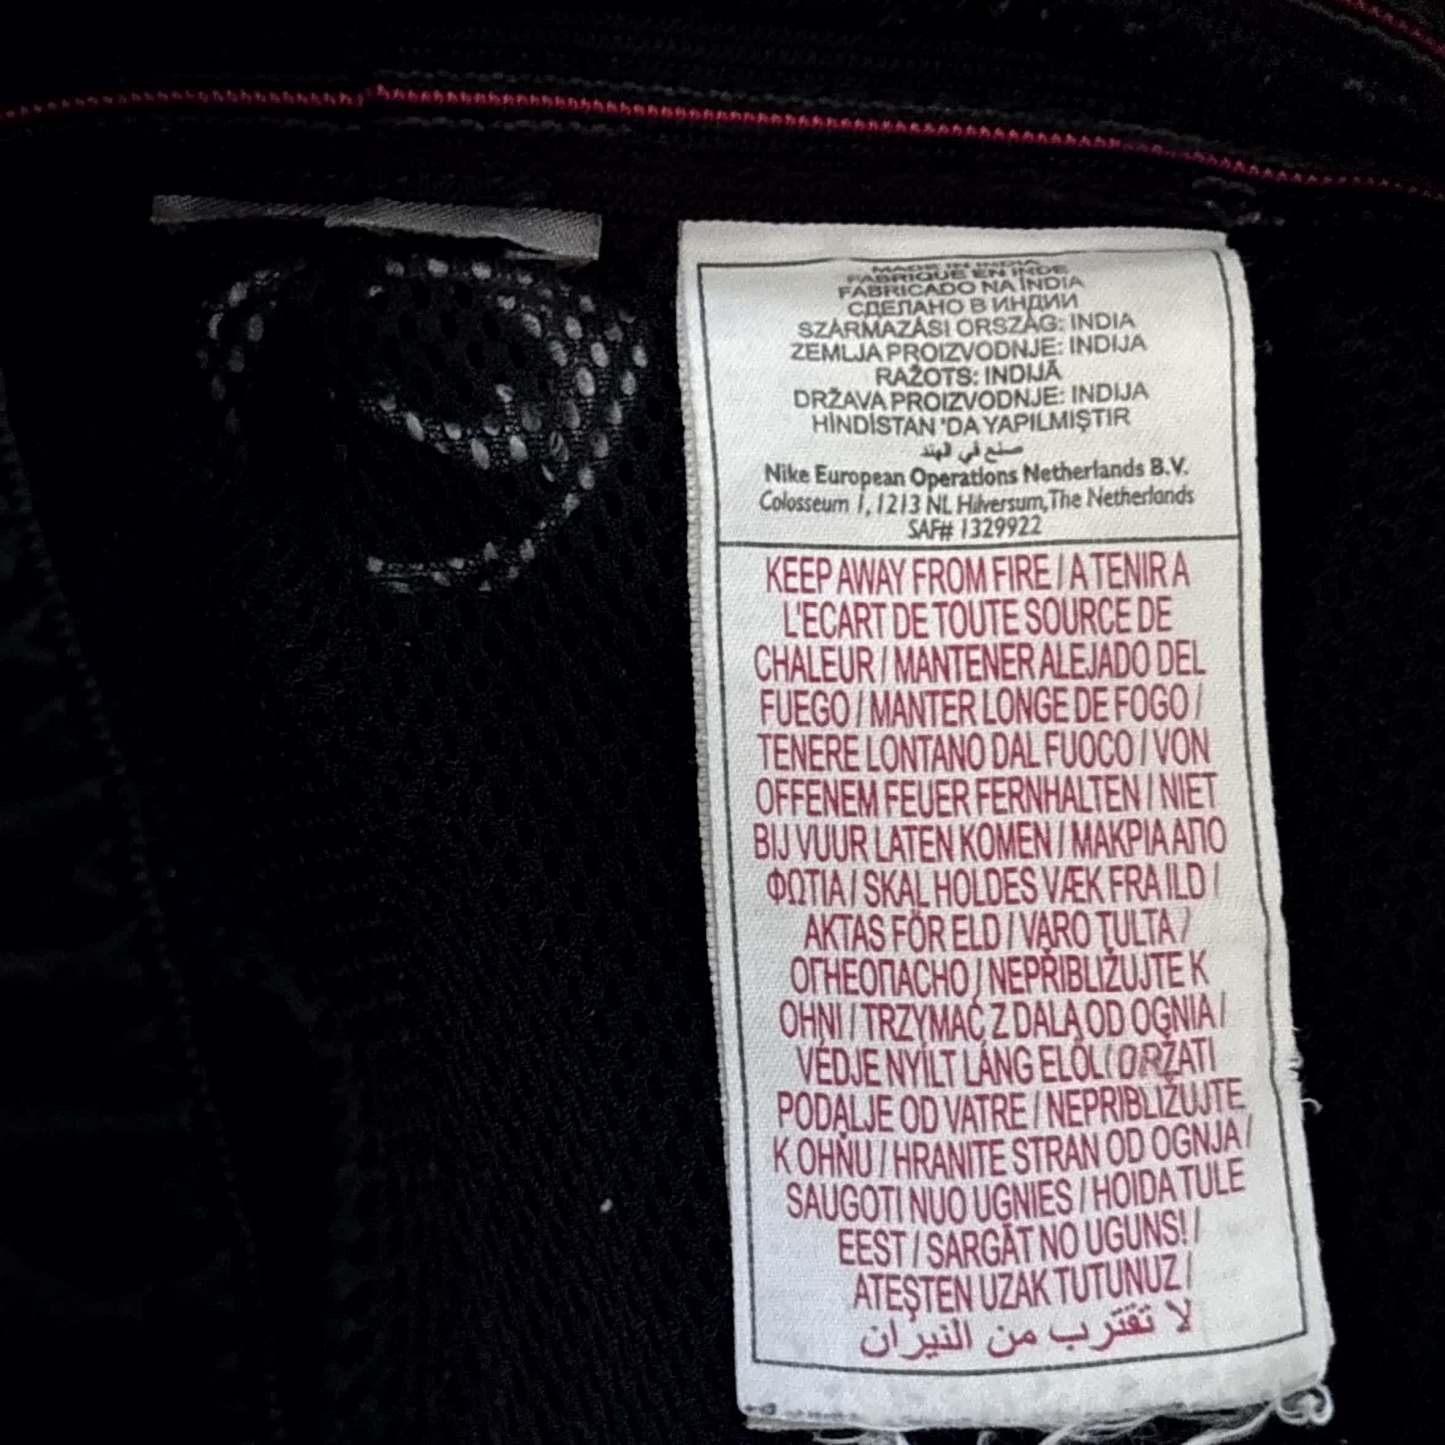 MADE IN INDIA
FABRIQUE EN INDE
FABRICADO NA ÍNDIA
СДЕЛАНО В ИНДИИ
SZÁRMAZÁSI ORSZÁG: INDIA
ZEMLJA PROIZVODNJE: INDIJA
RAŽOTS: INDIJĀ
DRŽAVA PROIZVODNJE: INDIJA
HİNDİSTAN 'DA YAPILMIŞTIR
صنع في الهند
Nike European Operations Netherlands B.V.
Colosseum 1, 1213 NL Hilversum, The Netherlands
SAF# 1329922
KEEP AWAY FROM FIRE / A TENIR A
L'ECART DE TOUTE SOURCE DE
CHALEUR / MANTENER ALEJADO DEL
FUEGO / MANTER LONGE DE FOGO /
TENERE LONTANO DAL FUOCO / VON
OFFENEM FEUER FERNHALTEN / NIET
BIJ VUUR LATEN KOMEN / ΜΑΚΡΙΑ ΑΠΟ
ΦΩΤΙΑ / SKAL HOLDES VÆK FRA ILD /
AKTAS FÖR ELD / VARO TULTA /
ОГНЕОПАСНО / NEPŘIBLIŽUJTE K
OHNI / TRZYMAĆ Z DALA OD OGNIA /
VÉDJE NYÍLT LÁNG ELŐL / DRŽATI
PODALJE OD VATRE / NEPRIBLIŽUJTE
K OHŇU / HRANITE STRAN OD OGNJA /
SAUGOTI NUO UGNIES / HOIDA TULE
EEST / SARGĀT NO UGUNS! /
ATEŞTEN UZAK TUTUNUZ /
لا تقترب من النيران